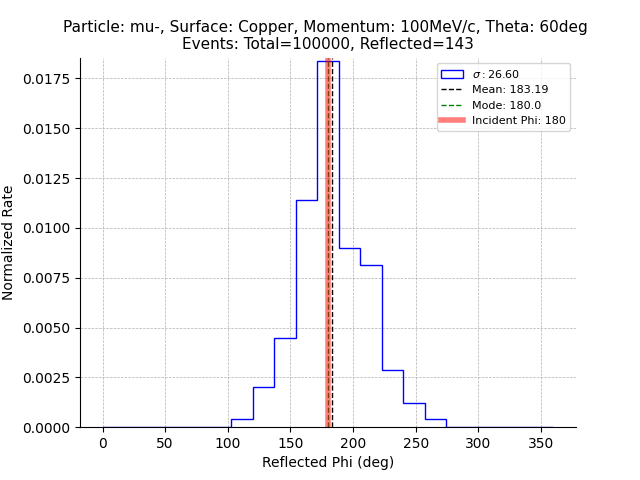 Particle: mu-, Surface: Copper, Momentum: 100MeV/c, Theta: 60deg
Events: Total=100000, Reflected=143
σ: 26.60
Mean: 183.19
Mode: 180.0
Incident Phi: 180
0.0175
0.0150
0.0125
0.0100
0.0075
0.0050
0.0025
0.0000
Normalized Rate
0 50 100 150 200 250 300 350
Reflected Phi (deg)